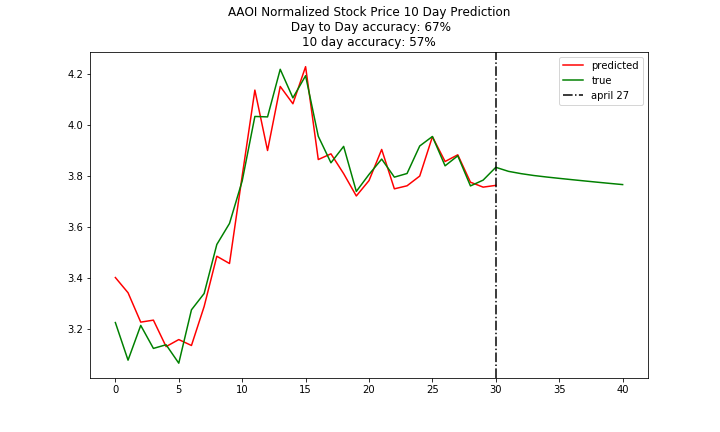 AAOI Normalized Stock Price 10 Day Prediction
Day to Day accuracy: 67%
10 day accuracy: 57%
predicted
true
april 27
4.2
4.0
3.8
3.6
3.4
3.2
0 5 10 15 20 25 30 35 40